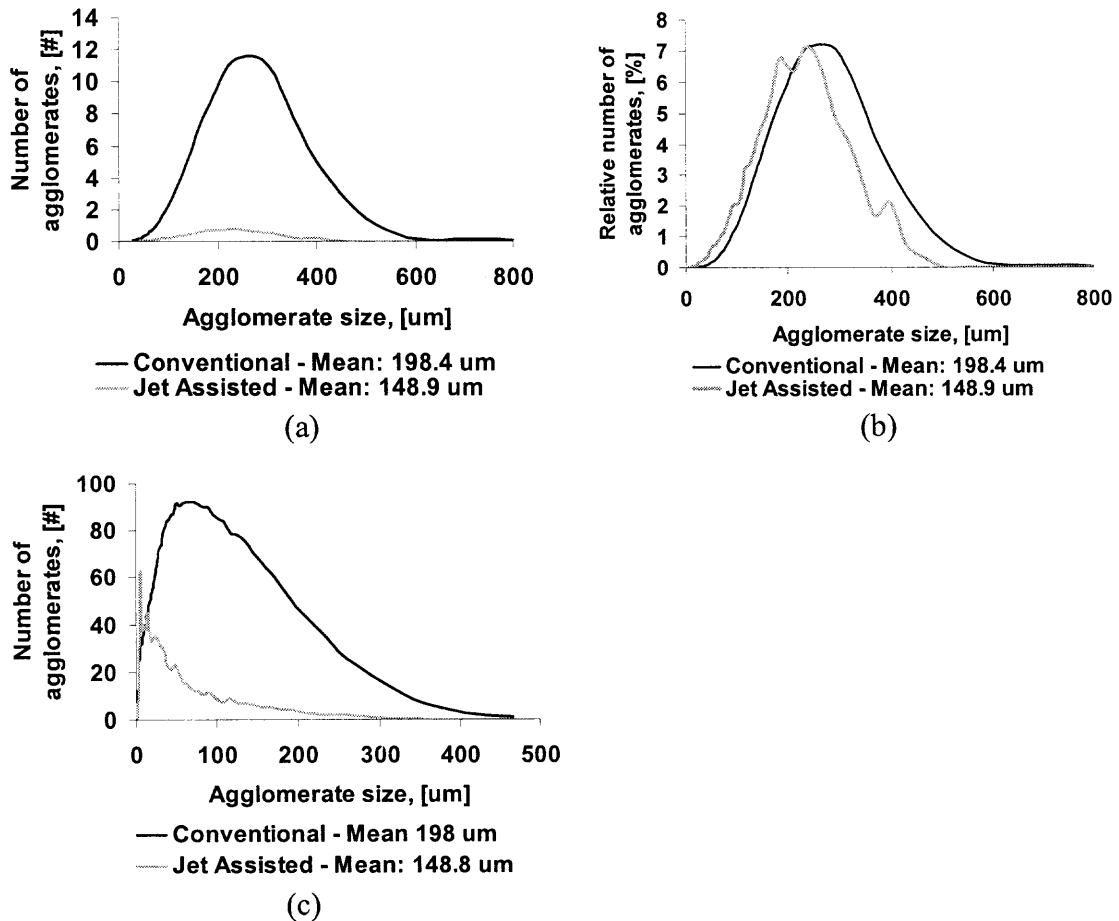 Number of
agglomerates, [#]
14
12
10
8
6
4
2
0
0 200 400 600 800
Agglomerate size, [um]
Conventional - Mean: 198.4 um
Jet Assisted - Mean: 148.9 um
(a)
Relative number of
agglomerates, [%]
8
7
6
5
4
3
2
1
0
0 200 400 600 800
Agglomerate size, [um]
Conventional - Mean: 198.4 um
Jet Assisted - Mean: 148.9 um
(b)
Number of
agglomerates, [#]
100
80
60
40
20
0
0 100 200 300 400 500
Agglomerate size, [um]
Conventional - Mean 198 um
Jet Assisted - Mean: 148.8 um
(c)